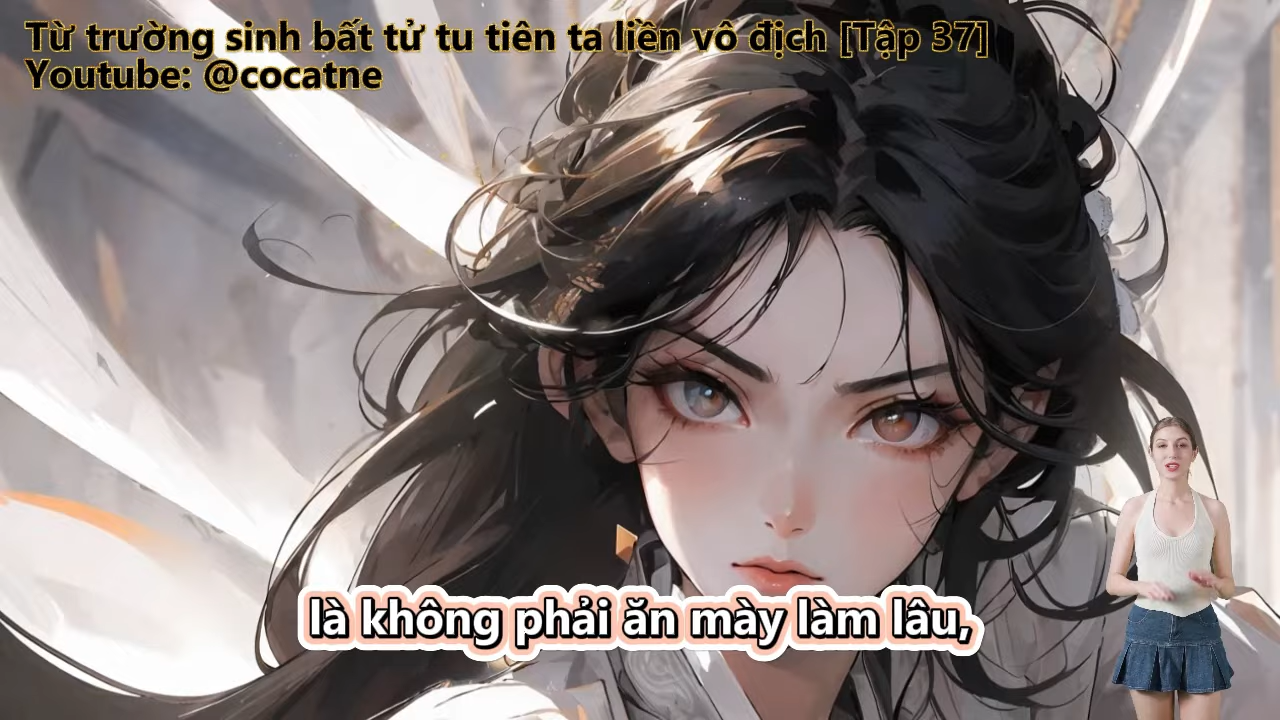 Từ trường sinh bất tử tu tiên ta liền vô địch [Tập 37]
Youtube: @cocatne
là không phải ăn mày làm lâu,